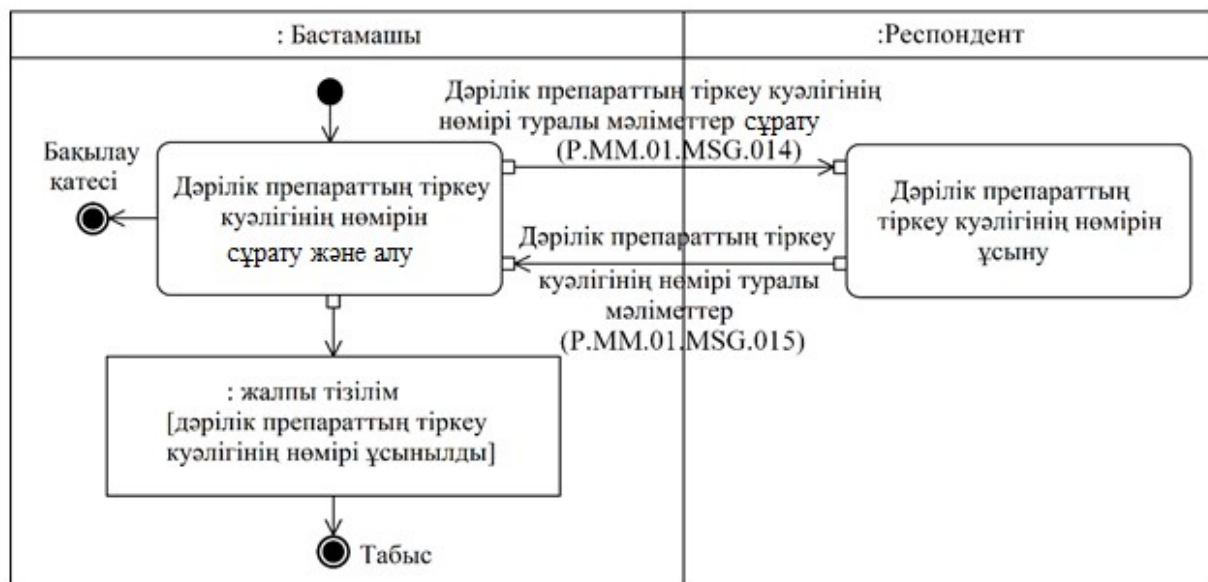 : Бастамашы
:Респондент
Дәрілік препараттың тіркеу куәлігінің
нөмірі туралы мәліметтер сұрату
(P.MM.01.MSG.014)
Бақылау
қатесі
Дәрілік препараттың тіркеу
куәлігінің нөмірін
сұрату және алу
Дәрілік препараттың
тіркеу куәлігінің нөмірін
ұсыну
Дәрілік препараттың тіркеу
куәлігінің нөмірі туралы
мәліметтер
(P.MM.01.MSG.015)
: жалпы тізілім
[дәрілік препараттың тіркеу
куәлігінің нөмірі ұсынылды]
Табыс